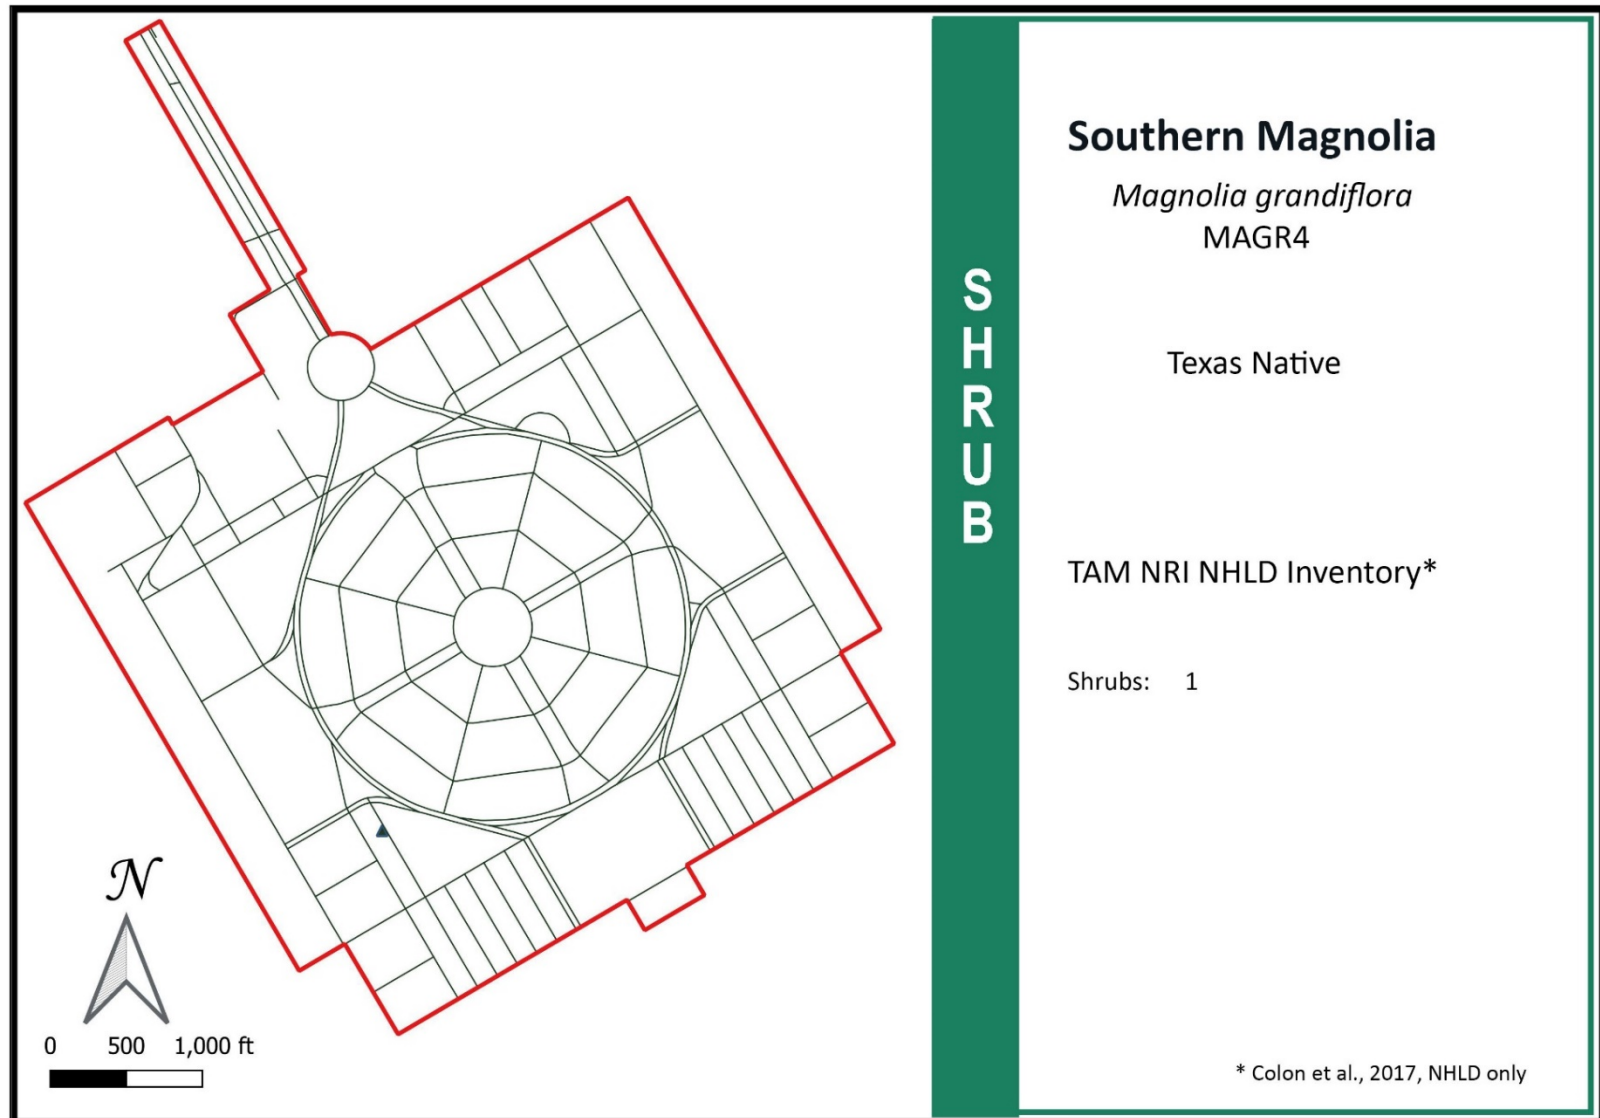 N
0 500 1,000 ft
S
H
R
U
B
Southern Magnolia
Magnolia grandiflora
MAGR4
Texas Native
TAM NRI NHLD Inventory*
Shrubs: 1
* Colon et al., 2017, NHLD only